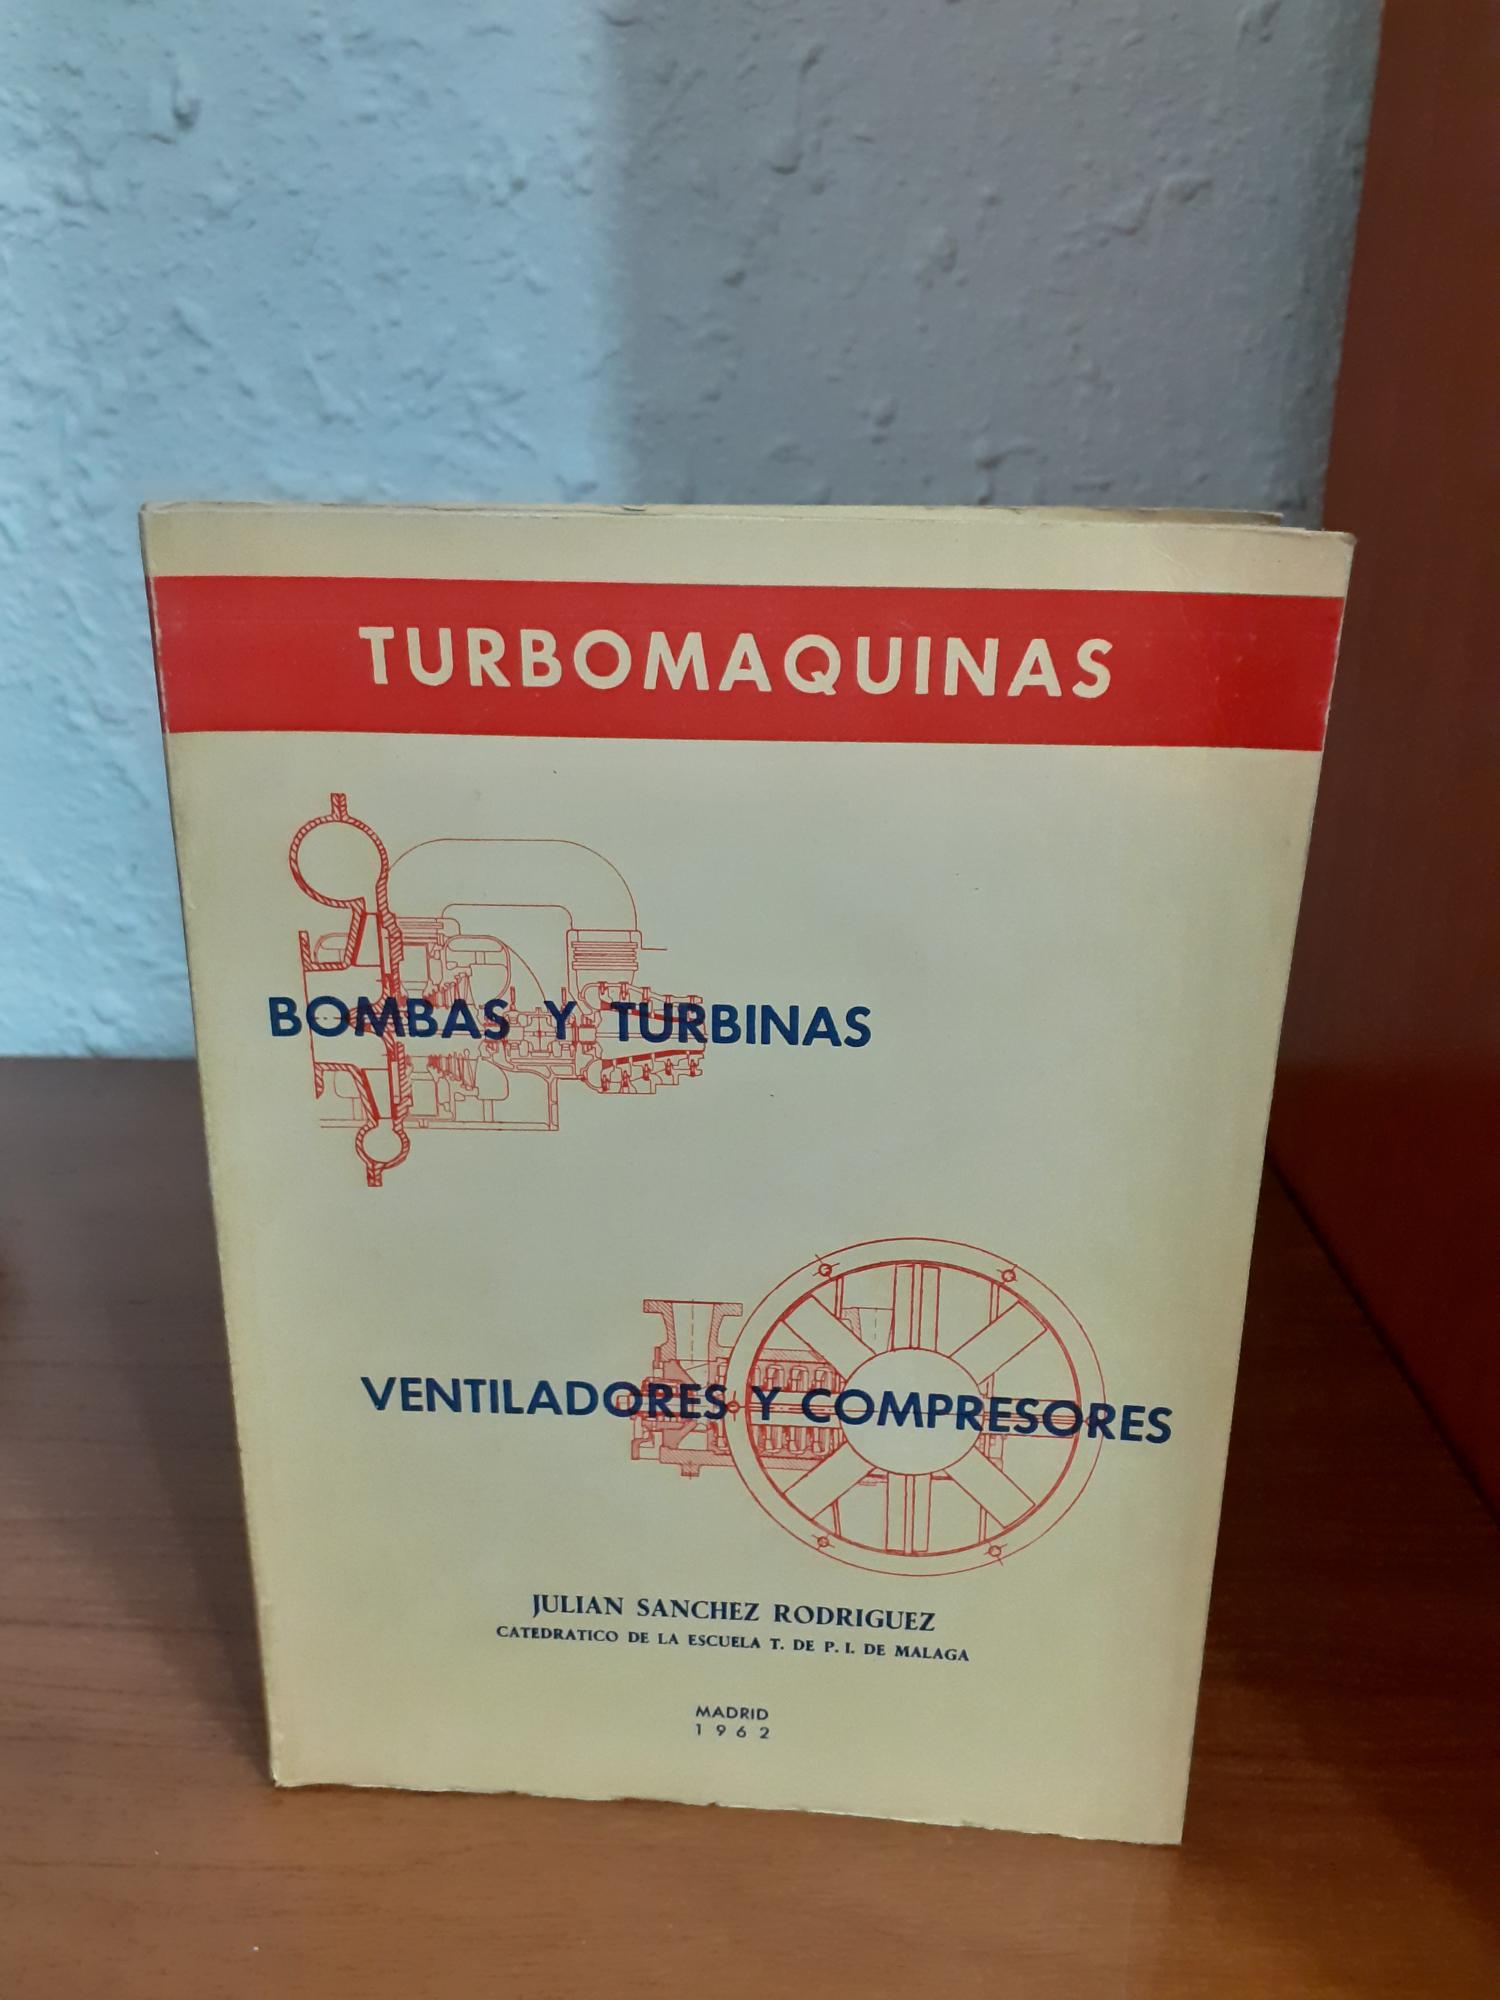 TURBOMAQUINAS
BOMBAS Y TURBINAS
VENTILADORES Y COMPRESORES
JULIAN SANCHEZ RODRIGUEZ
CATEDRATICO DE LA ESCUELA T. DE P. I. DE MALAGA
MADRID
1962